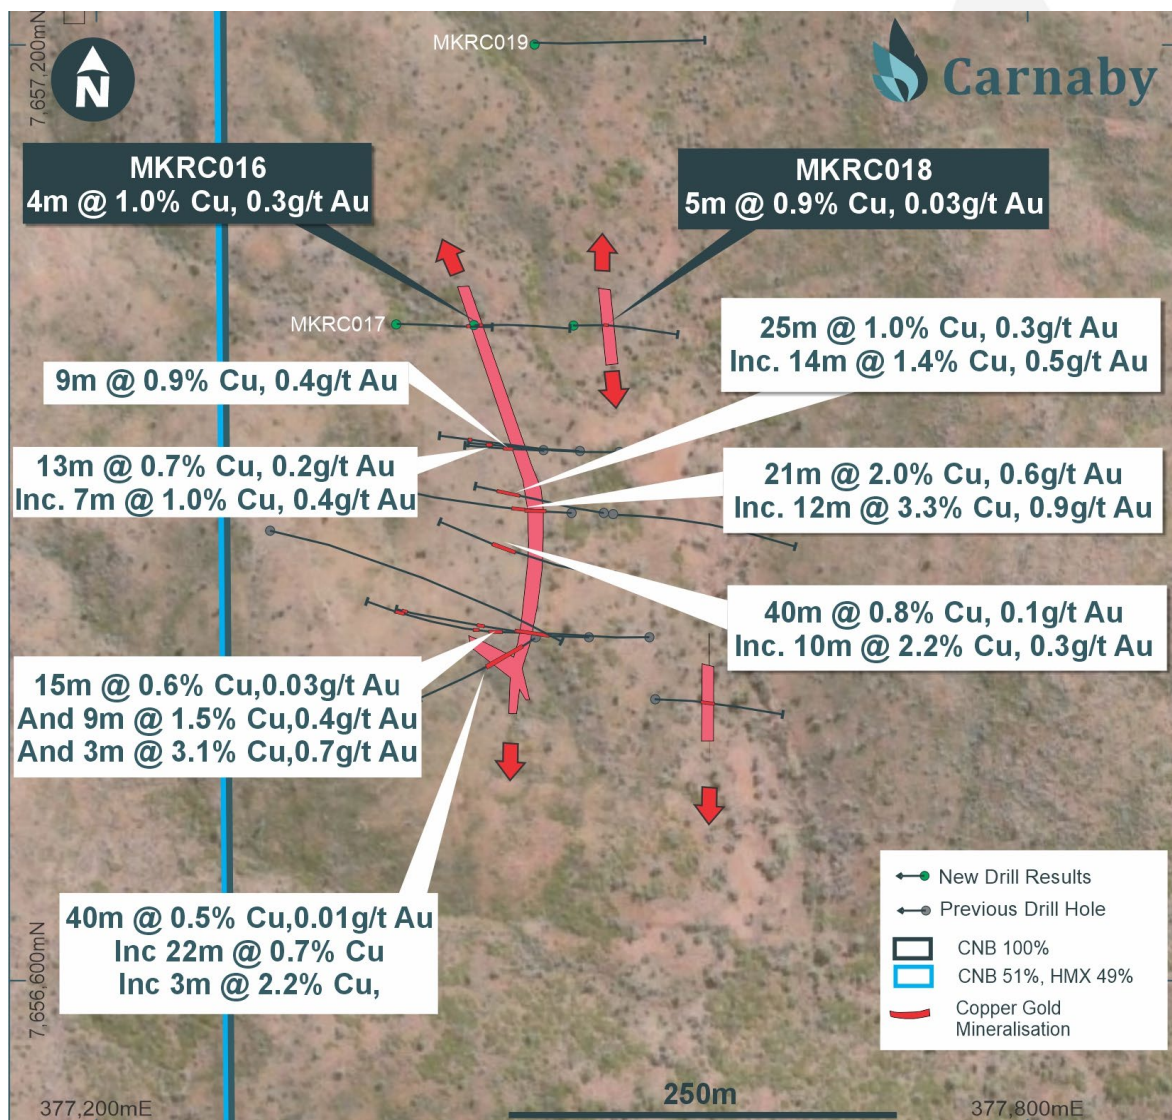 MKRC019
Carnaby
7,657,200mN
N
MKRC016
4m @ 1.0% Cu, 0.3g/t Au
MKRC018
5m @ 0.9% Cu, 0.03g/t Au
MKRC017
25m @ 1.0% Cu, 0.3g/t Au
Inc. 14m @ 1.4% Cu, 0.5g/t Au
9m @ 0.9% Cu, 0.4g/t Au
13m @ 0.7% Cu, 0.2g/t Au
Inc. 7m @ 1.0% Cu, 0.4g/t Au
21m @ 2.0% Cu, 0.6g/t Au
Inc. 12m @ 3.3% Cu, 0.9g/t Au
40m @ 0.8% Cu, 0.1g/t Au
Inc. 10m @ 2.2% Cu, 0.3g/t Au
15m @ 0.6% Cu,0.03g/t Au
And 9m @ 1.5% Cu,0.4g/t Au
And 3m @ 3.1% Cu,0.7g/t Au
40m @ 0.5% Cu,0.01g/t Au
Inc 22m @ 0.7% Cu
Inc 3m @ 2.2% Cu,
New Drill Results
Previous Drill Hole
CNB 100%
CNB 51%, HMX 49%
Copper Gold
Mineralisation
7,656,600mN
377,200mE
250m
377,800mE